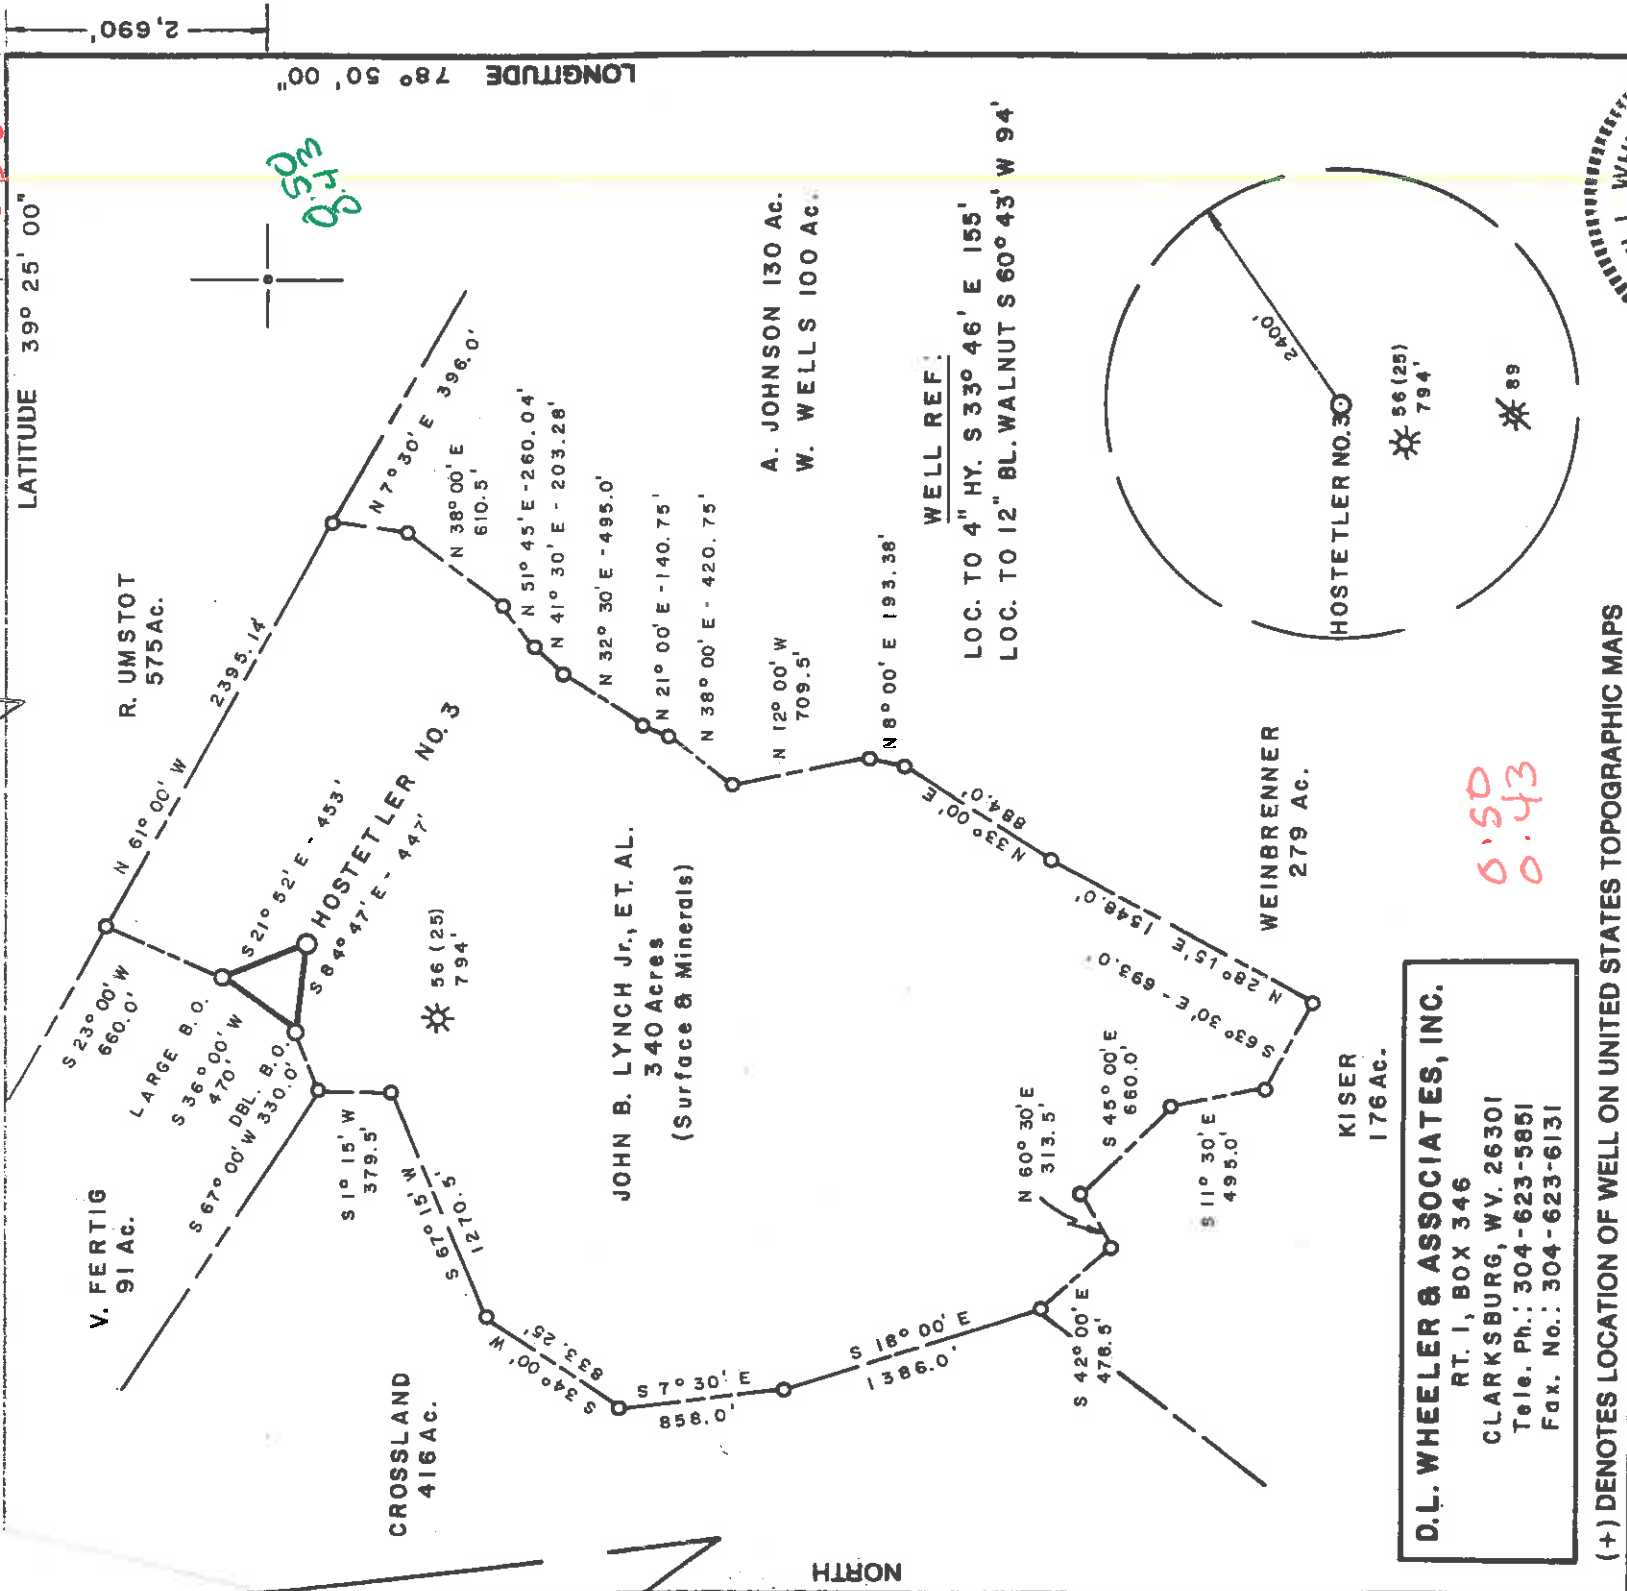 2,690'
LATITUDE 39° 25' 00"
LONGITUDE 78° 50' 00"
0.50
0.43
R. UMSTOT
575 Ac.
N 61° 00' W 2395.14'
N 7° 30' E 396.0'
N 38° 00' E
610.5'
N 51° 45' E - 260.04'
N 41° 30' E - 203.28'
N 32° 30' E - 495.0'
N 21° 00' E - 140.75'
N 38° 00' E - 420.75'
N 12° 00' W
709.5'
N 8° 00' E 193.38'
N 33° 00' E
884.0'
N 28° 15' E 1548.0'
S 63° 30' E - 693.0
S 11° 30' E
495.0'
S 45° 00' E
660.0'
N 60° 30' E
313.5'
S 42° 00' E
478.5'
S 18° 00' E
1386.0'
S 7° 30' E
858.0'
S 34° 00' W
833.25'
S 67° 15' W
1270.5'
S 1° 15' W
379.5'
S 67° 00' W 330.0'
DBL. B.O.
S 36° 00' W
470'
LARGE B.O.
S 23° 00' W
660.0'
S 21° 52' E - 453'
HOSTETLER NO. 3
S 84° 47' E - 447'
56 (25)
794'
V. FERTIG
91 Ac.
CROSSLAND
416 Ac.
JOHN B. LYNCH Jr., ET. AL.
340 Acres
(Surface & Minerals)
A. JOHNSON 130 Ac.
W. WELLS 100 Ac.
WELL REF.
LOC. TO 4" HY. S 33° 46' E 155'
LOC. TO 12" BL. WALNUT S 60° 43' W 94'
2400'
HOSTETLER NO. 3
56 (25)
794'
89
WEINBRENNER
279 Ac.
KISER
176 Ac.
0.50
0.43
D.L. WHEELER & ASSOCIATES, INC.
RT. 1, BOX 346
CLARKSBURG, WV. 26301
Tele. Ph.: 304-623-5851
Fax. No.: 304-623-6131
(+) DENOTES LOCATION OF WELL ON UNITED STATES TOPOGRAPHIC MAPS
NORTH